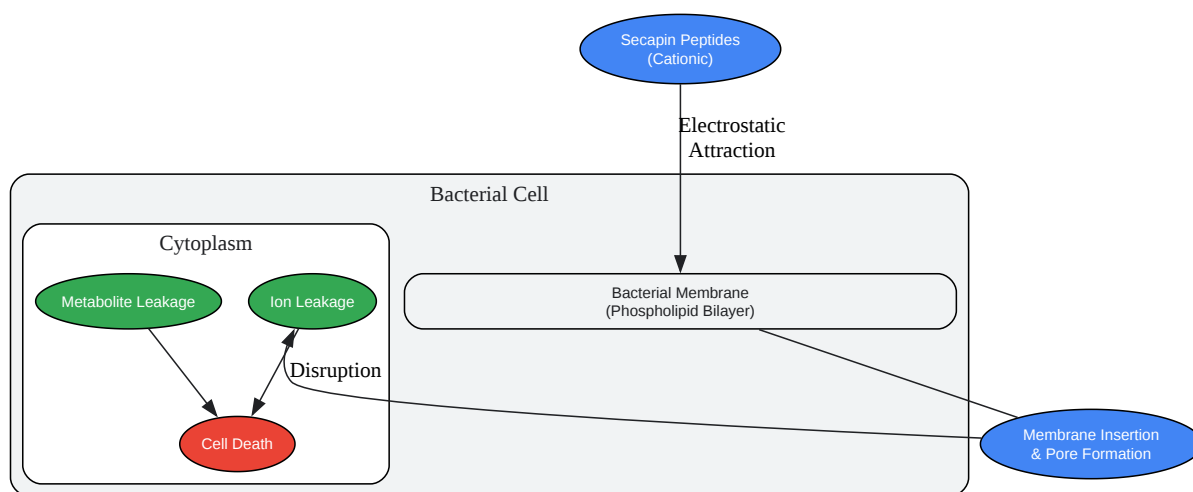 Secapin Peptides
(Cationic)
Electrostatic
Attraction
Bacterial Cell
Cytoplasm
Metabolite Leakage
Ion Leakage
Bacterial Membrane
(Phospholipid Bilayer)
Disruption
Cell Death
Membrane Insertion
& Pore Formation